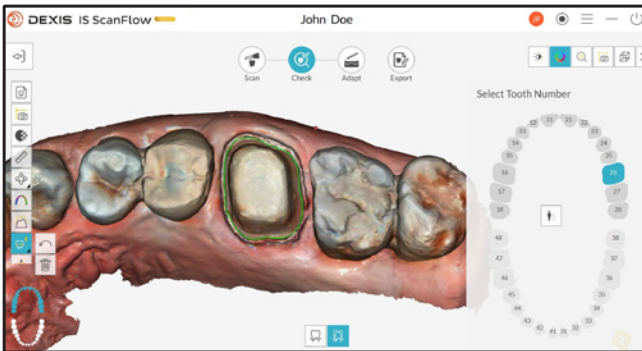 DEXIS IS ScanFlow
John Doe
Scan
Check
Adapt
Export
Select Tooth Number
12 11 21 22
13 23
14 24
15 25
16 26
17 27
18 28
48 38
47 37
46 36
45 35
44 34
43 33
42 41 31 32